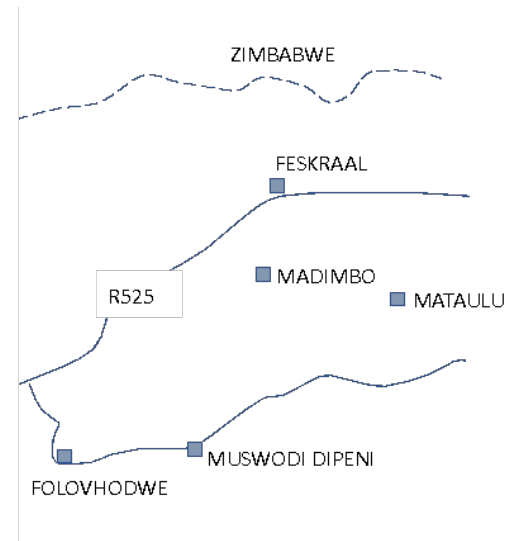 ZIMBABWE
FESKRAAL
MADIMBO
R525
MATAULU
MUSWODI DIPENI
FOLOVHODWE